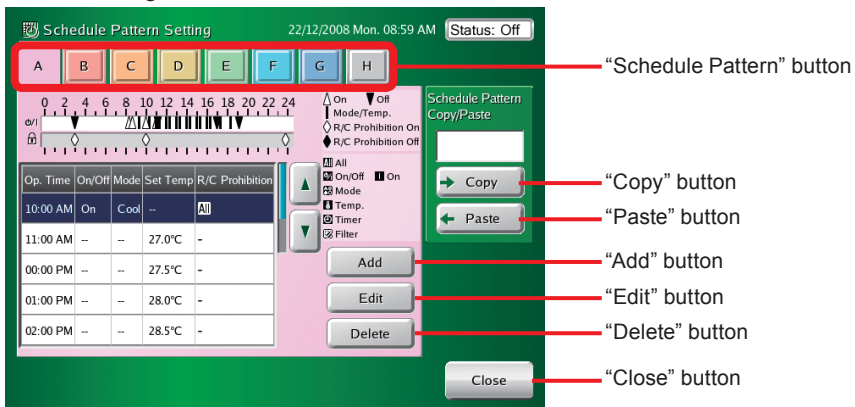 Schedule Pattern Setting 22/12/2008 Mon. 08:59 AM Status: Off
A B C D E F G H
"Schedule Pattern" button
0 2 4 6 8 10 12 14 16 18 20 22 24
On Off
Mode/Temp.
R/C Prohibition On
R/C Prohibition Off
Schedule Pattern
Copy/Paste
All All
On/Off On
Mode
Temp.
Timer
Filter
Copy
"Copy" button
Paste
"Paste" button
Op. Time On/Off Mode Set Temp R/C Prohibition
10:00 AM On Cool -- All
11:00 AM -- -- 27.0°C -
00:00 PM -- -- 27.5°C -
01:00 PM -- -- 28.0°C -
02:00 PM -- -- 28.5°C -
Add
"Add" button
Edit
"Edit" button
Delete
"Delete" button
Close
"Close" button